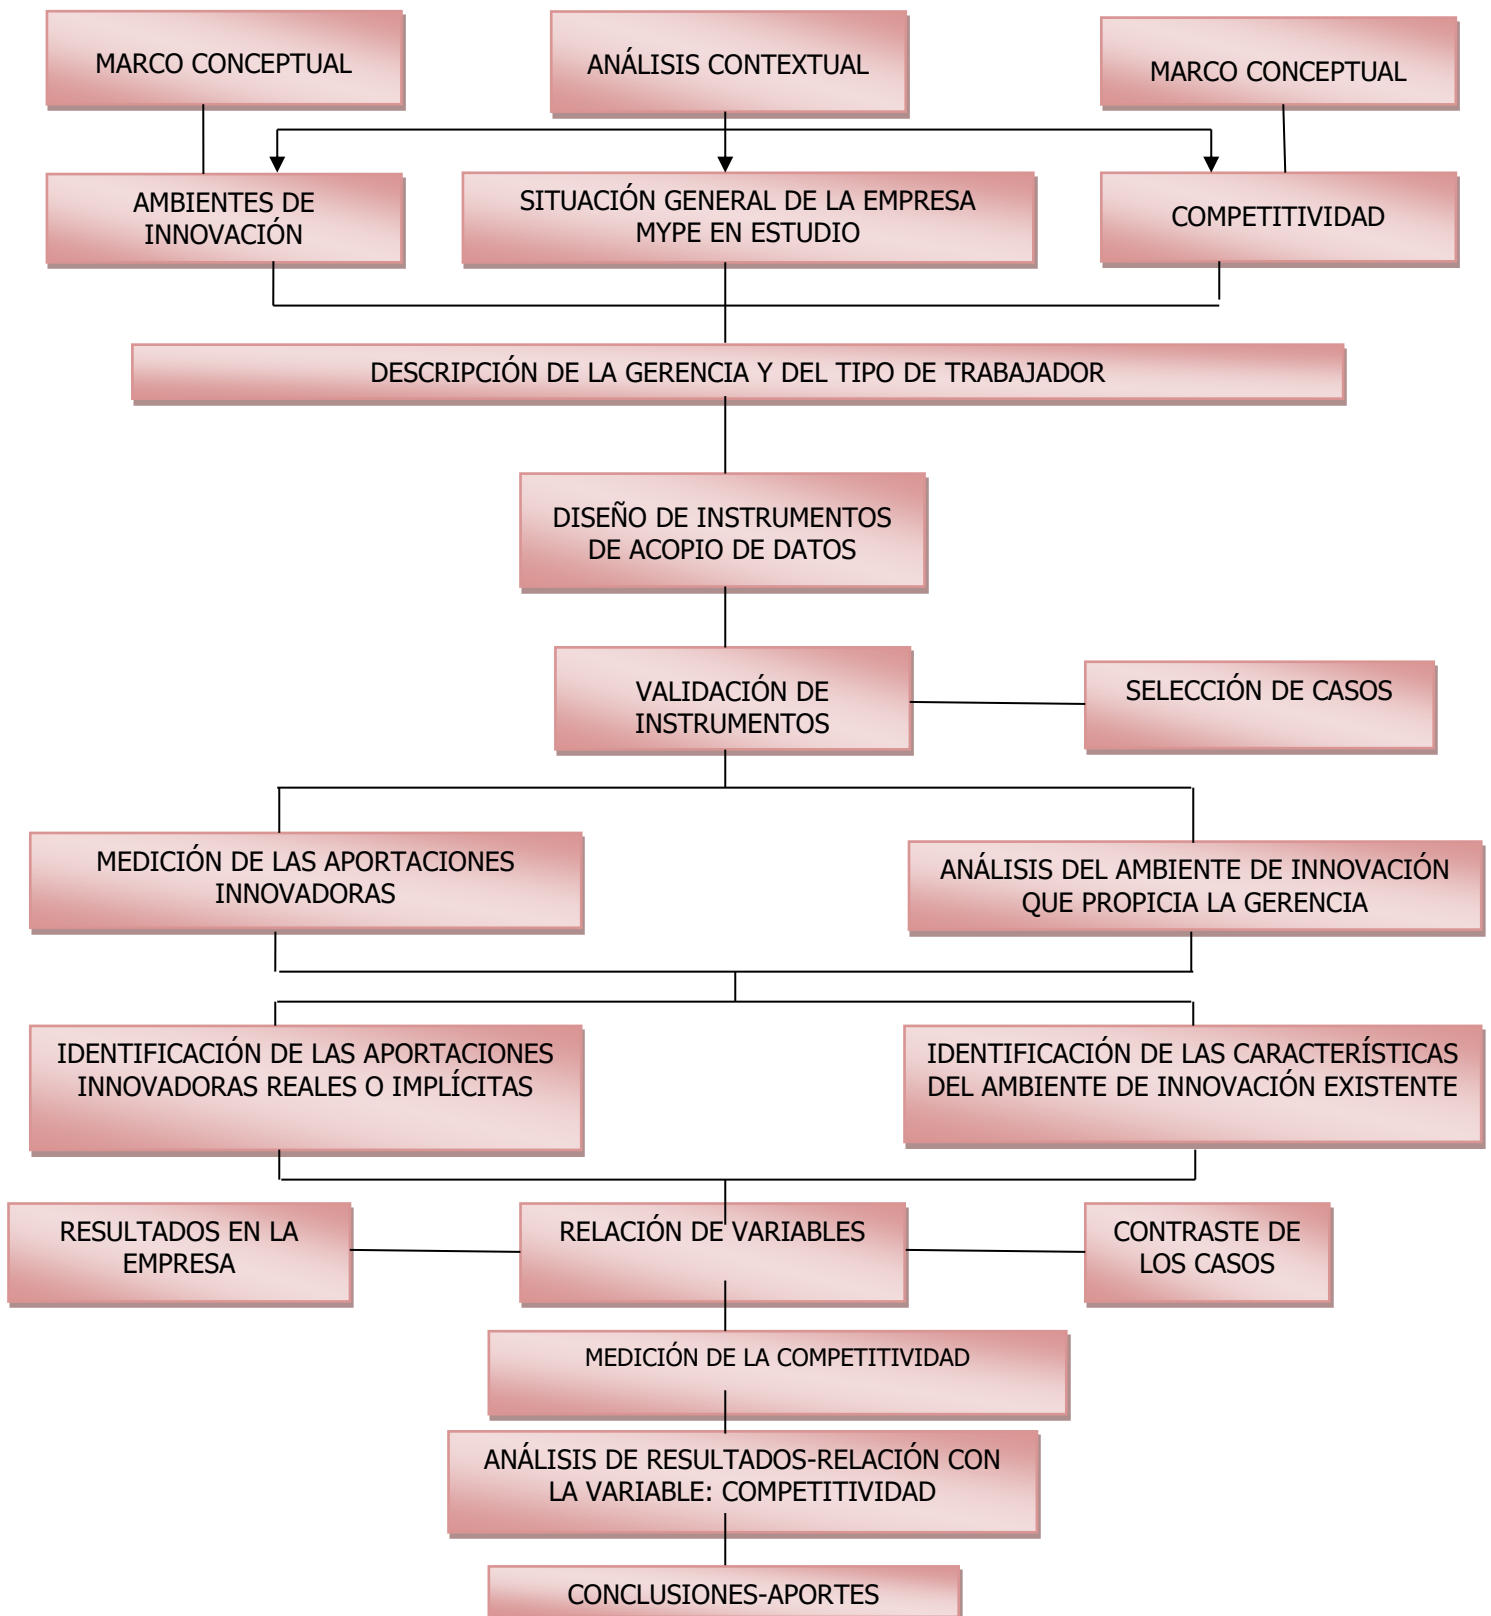 MARCO CONCEPTUAL
ANÁLISIS CONTEXTUAL
MARCO CONCEPTUAL
AMBIENTES DE
INNOVACIÓN
SITUACIÓN GENERAL DE LA EMPRESA
MYPE EN ESTUDIO
COMPETITIVIDAD
DESCRIPCIÓN DE LA GERENCIA Y DEL TIPO DE TRABAJADOR
DISEÑO DE INSTRUMENTOS
DE ACOPIO DE DATOS
VALIDACIÓN DE
INSTRUMENTOS
SELECCIÓN DE CASOS
MEDICIÓN DE LAS APORTACIONES
INNOVADORAS
ANÁLISIS DEL AMBIENTE DE INNOVACIÓN
QUE PROPICIA LA GERENCIA
IDENTIFICACIÓN DE LAS APORTACIONES
INNOVADORAS REALES O IMPLÍCITAS
IDENTIFICACIÓN DE LAS CARACTERÍSTICAS
DEL AMBIENTE DE INNOVACIÓN EXISTENTE
RESULTADOS EN LA
EMPRESA
RELACIÓN DE VARIABLES
CONTRASTE DE
LOS CASOS
MEDICIÓN DE LA COMPETITIVIDAD
ANÁLISIS DE RESULTADOS-RELACIÓN CON
LA VARIABLE: COMPETITIVIDAD
CONCLUSIONES-APORTES